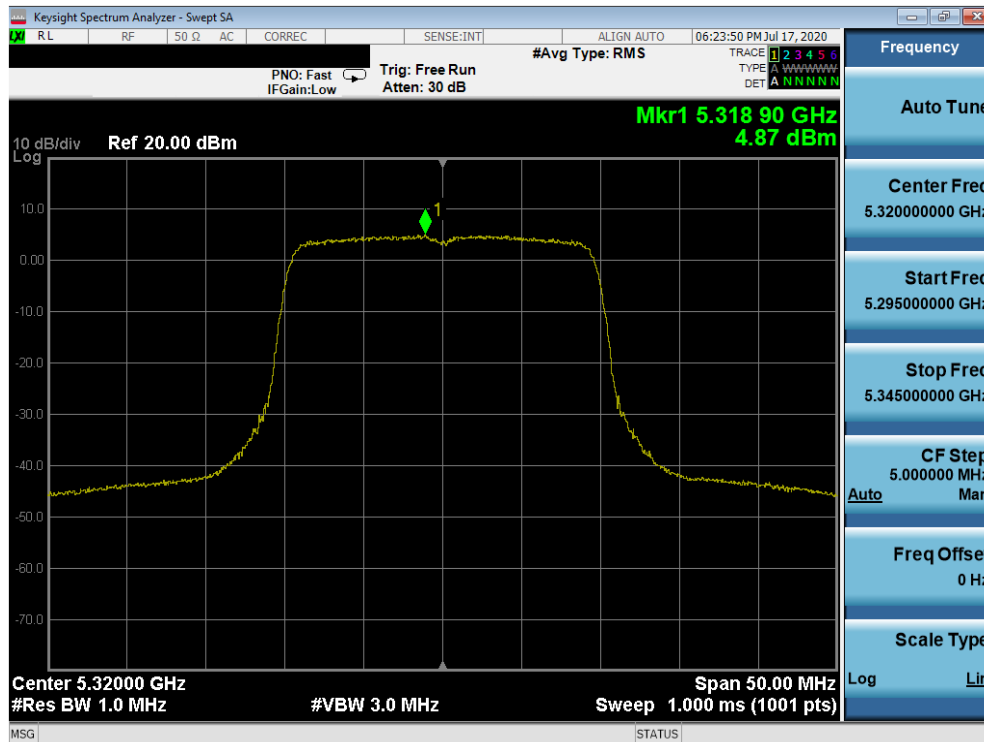 Keysight Spectrum Analyzer - Swept SA
LXI RL RF 50 Ω AC CORREC SENSE:INT ALIGN AUTO 06:23:50 PM Jul 17, 2020
#Avg Type: RMS
TRACE 1 2 3 4 5 6
PNO: Fast Trig: Free Run
TYPE A WWWWW
IFGain:Low Atten: 30 dB
DET A N N N N N
Mkr1 5.318 90 GHz
4.87 dBm
10 dB/div Ref 20.00 dBm
Log
1
10.0
0.00
-10.0
-20.0
-30.0
-40.0
-50.0
-60.0
-70.0
Center 5.32000 GHz Span 50.00 MHz
#Res BW 1.0 MHz #VBW 3.0 MHz Sweep 1.000 ms (1001 pts)
MSG STATUS
Frequency
Auto Tune
Center Freq
5.320000000 GHz
Start Freq
5.295000000 GHz
Stop Freq
5.345000000 GHz
CF Step
5.000000 MHz
Auto Man
Freq Offset
0 Hz
Scale Type
Log Lin